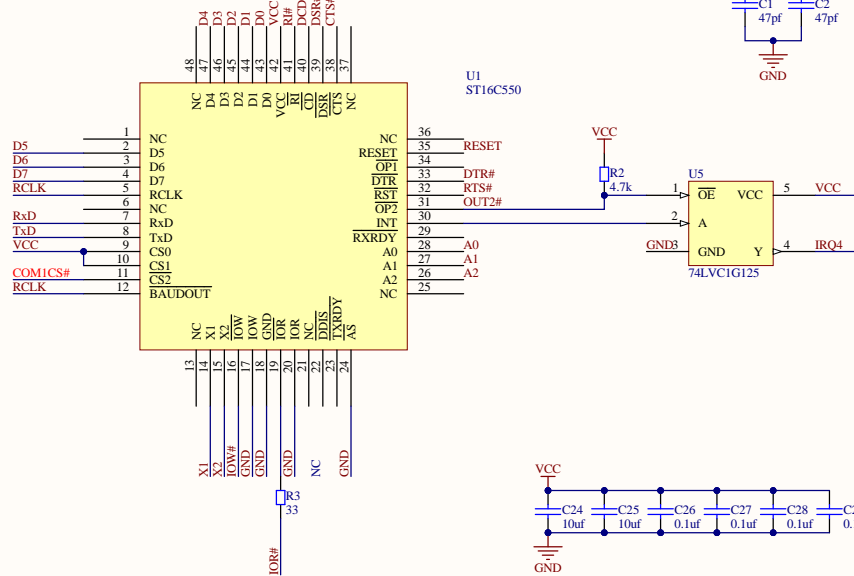 D4
D3
D2
D1
D0
VCC
RI#
DCD
DSR#
CTS#
48
47
46
45
44
43
42
41
40
39
38
37
NC
D4
D3
D2
D1
D0
VCC
RI
CD
DSR
CTS
NC
U1
ST16C550
C1
47pf
C2
47pf
GND
D5
D6
D7
RCLK
RxD
TxD
VCC
COM1CS#
RCLK
1
2
3
4
5
6
7
8
9
10
11
12
NC
D5
D6
D7
RCLK
NC
RxD
TxD
CS0
CS1
CS2
BAUDOUT
NC
RESET
OP1
DTR
RST
OP2
INT
RXRDY
A0
A1
A2
NC
36
35
34
33
32
31
30
29
28
27
26
25
RESET
DTR#
RTS#
OUT2#
A0
A1
A2
VCC
R2
4.7k
U5
1
OE
VCC
5
VCC
2
A
GND
3
GND
Y
4
IRQ4
74LVC1G125
NC
X1
X2
IOW
IOW
GND
IOR
IOR
NC
DDIS
TXRDY
AS
13
14
15
16
17
18
19
20
21
22
23
24
X1
X2
IOW#
GND
GND
GND
NC
GND
R3
33
IOR#
VCC
C24
10uf
C25
10uf
C26
0.1uf
C27
0.1uf
C28
0.1uf
GND